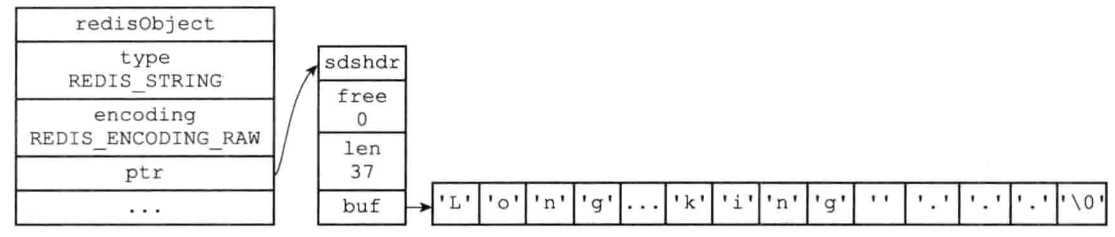 redisObject
type
REDIS_STRING
encoding
REDIS_ENCODING_RAW
ptr
...
sdshdr
free
0
len
37
buf
'L' 'o' 'n' 'g' ... 'k' 'i' 'n' 'g' '' '.' '.' '.' '\0'